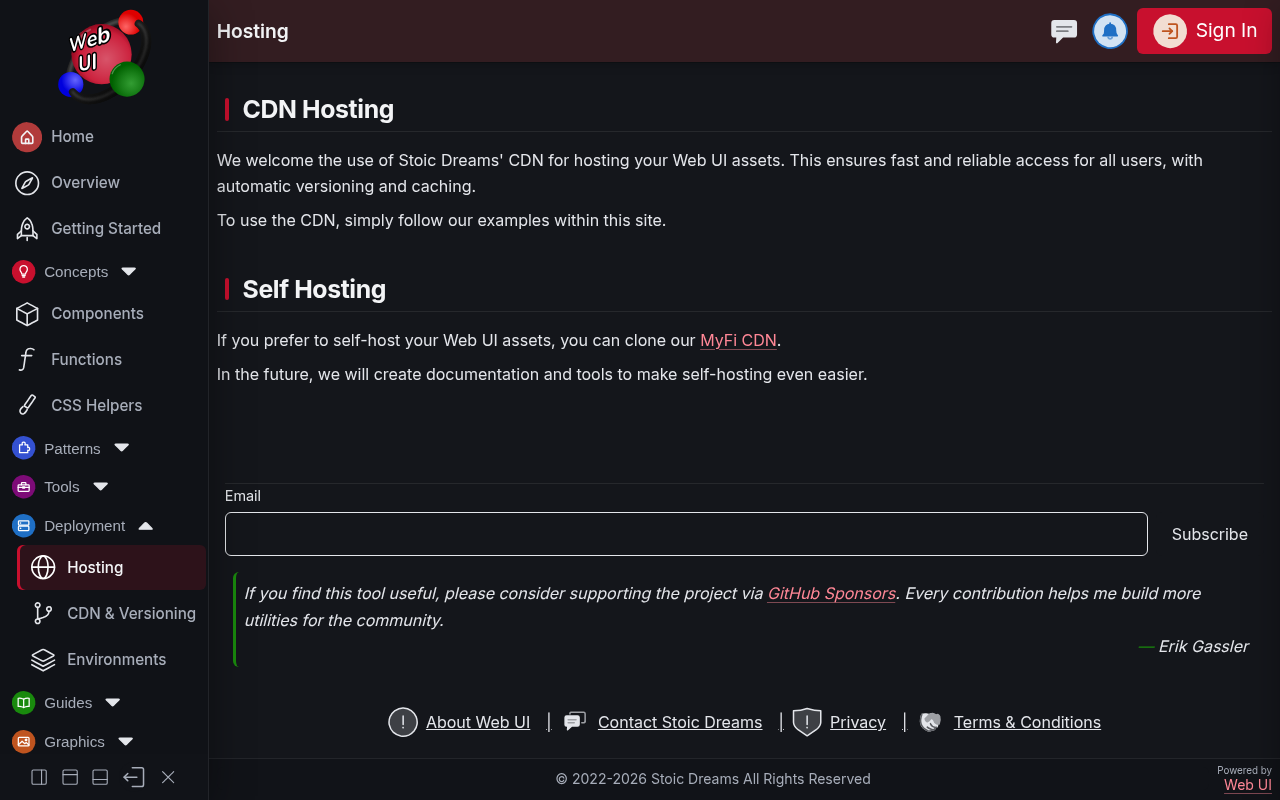 Web
UI
Home
Overview
Getting Started
Concepts
Components
Functions
CSS Helpers
Patterns
Tools
Deployment
Hosting
CDN & Versioning
Environments
Guides
Graphics
Hosting
Sign In
CDN Hosting
We welcome the use of Stoic Dreams' CDN for hosting your Web UI assets. This ensures fast and reliable access for all users, with
automatic versioning and caching.
To use the CDN, simply follow our examples within this site.
Self Hosting
If you prefer to self-host your Web UI assets, you can clone our MyFi CDN.
In the future, we will create documentation and tools to make self-hosting even easier.
Email
Subscribe
If you find this tool useful, please consider supporting the project via GitHub Sponsors. Every contribution helps me build more
utilities for the community.
— Erik Gassler
About Web UI | Contact Stoic Dreams | Privacy | Terms & Conditions
© 2022-2026 Stoic Dreams All Rights Reserved
Powered by
Web UI